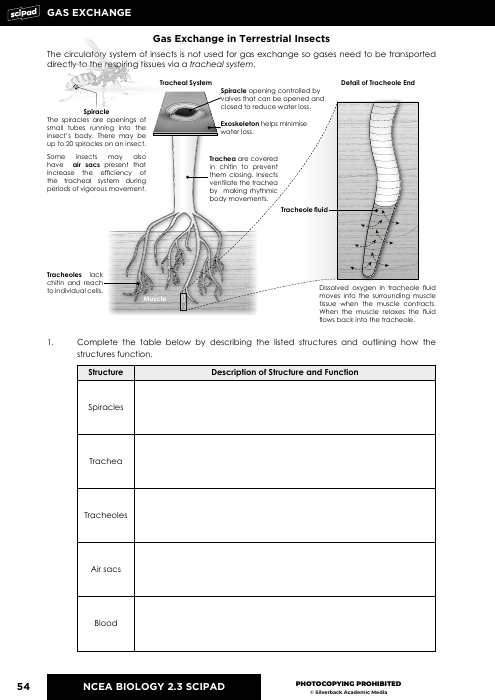 scipad GAS EXCHANGE
Gas Exchange in Terrestrial Insects
The circulatory system of insects is not used for gas exchange so gases need to be transported
directly to the respiring tissues via a tracheal system.
Tracheal System
Detail of Tracheole End
Spiracle opening controlled by
valves that can be opened and
closed to reduce water loss.
Exoskeleton helps minimise
water loss.
Spiracle
The spiracles are openings of
small tubes running into the
insect's body. There may be
up to 20 spiracles on an insect.
Some insects may also
have air sacs present that
increase the efficiency of
the tracheal system during
periods of vigorous movement.
Trachea are covered
in chitin to prevent
them closing. Insects
ventilate the trachea
by making rhythmic
body movements.
Tracheole fluid
Tracheoles lack
chitin and reach
to individual cells.
Muscle
Dissolved oxygen in tracheole fluid
moves into the surrounding muscle
tissue when the muscle contracts.
When the muscle relaxes the fluid
flows back into the tracheole.
1. Complete the table below by describing the listed structures and outlining how the
structures function.
Structure Description of Structure and Function
Spiracles
Trachea
Tracheoles
Air sacs
Blood
54 NCEA BIOLOGY 2.3 SCIPAD PHOTOCOPYING PROHIBITED
© Silverback Academic Media